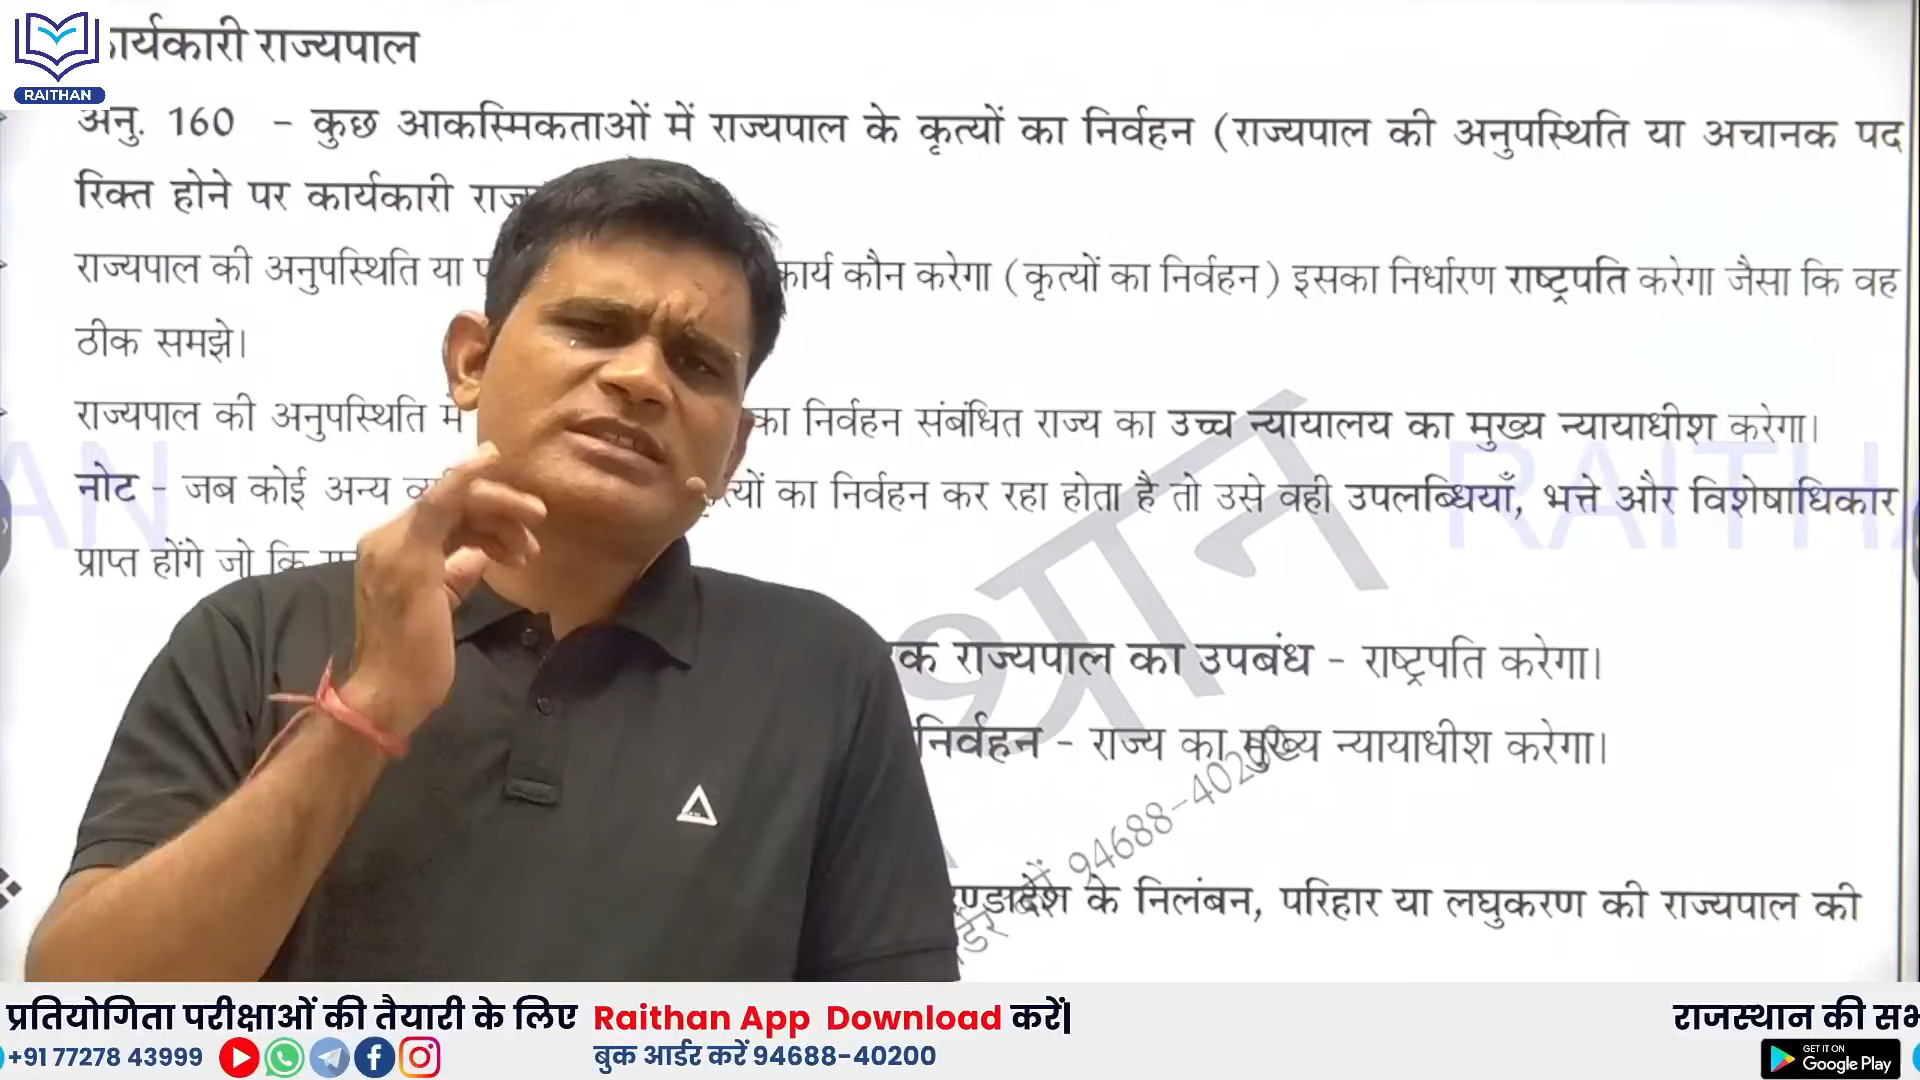 RAITHAN
कार्यकारी राज्यपाल
अनु. 160 - कुछ आकस्मिकताओं में राज्यपाल के कृत्यों का निर्वहन (राज्यपाल की अनुपस्थिति या अचानक पद
रिक्त होने पर कार्यकारी
राज्यपाल की अनुपस्थिति या कार्य कौन करेगा (कृत्यों का निर्वहन) इसका निर्धारण राष्ट्रपति करेगा जैसा कि वह
ठीक समझे।
राज्यपाल की अनुपस्थिति में का निर्वहन संबंधित राज्य का उच्च न्यायालय का मुख्य न्यायाधीश करेगा।
नोट - जब कोई अन्य का निर्वहन कर रहा होता है तो उसे वही उपलब्धियाँ, भत्ते और विशेषाधिकार
प्राप्त होंगे जो कि
राज्यपाल का उपबंध - राष्ट्रपति करेगा।
निर्वहन - राज्य का मुख्य न्यायाधीश करेगा।
के निलंबन, परिहार या लघुकरण की राज्यपाल की
प्रतियोगिता परीक्षाओं की तैयारी के लिए Raithan App Download करें|
राजस्थान की
+91 77278 43999
बुक आर्डर करें 94688-40200
GET IT ON
Google Play